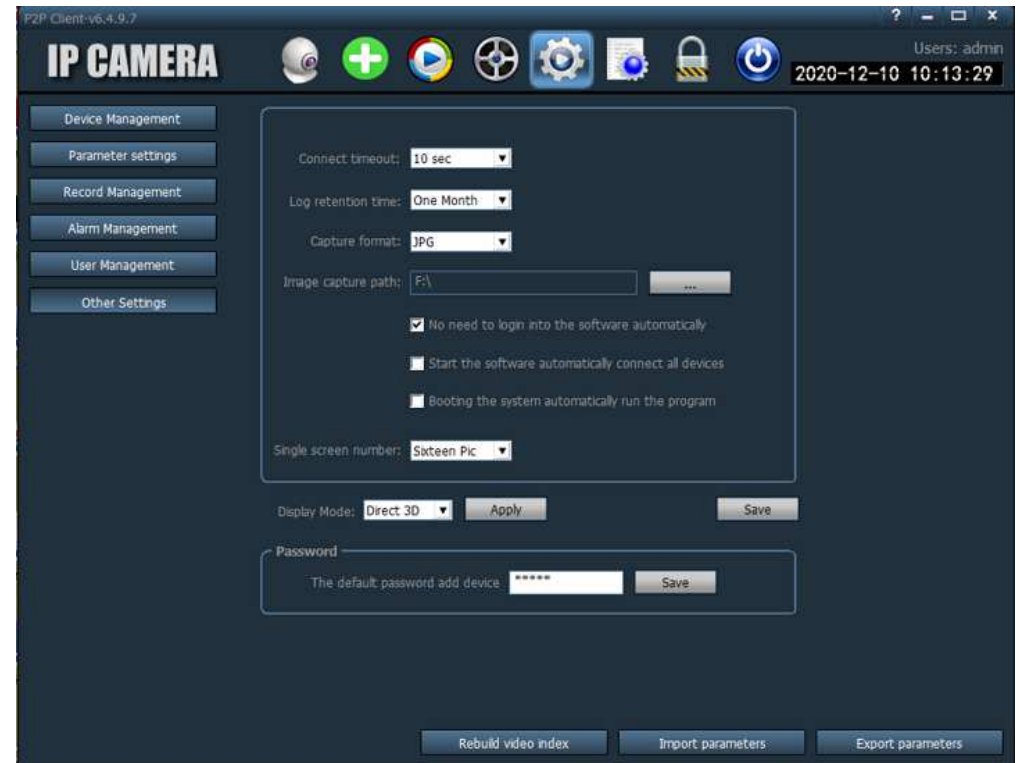 P2P Client-v6.4.9.7
?
IP CAMERA
Users: admin
2020-12-10 10:13:29
Device Management
Parameter settings
Record Management
Alarm Management
User Management
Other Settings
Connect timeout: 10 sec
Log retention time: One Month
Capture format: JPG
Image capture path: F:\ ...
No need to login into the software automatically
Start the software automatically connect all devices
Booting the system automatically run the program
Single screen number: Sixteen Pic
Display Mode: Direct 3D Apply Save
Password
The default password add device ***** Save
Rebuild video index Import parameters Export parameters